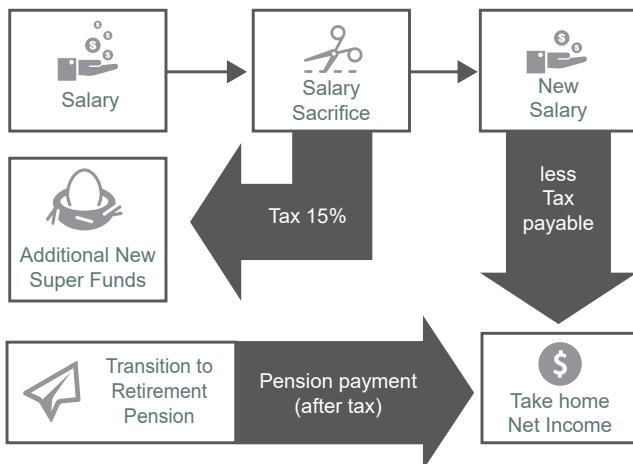 Salary
Salary
Sacrifice
New
Salary
Additional New
Super Funds
Tax 15%
less
Tax
payable
Transition to
Retirement
Pension
Pension payment
(after tax)
$
Take home
Net Income